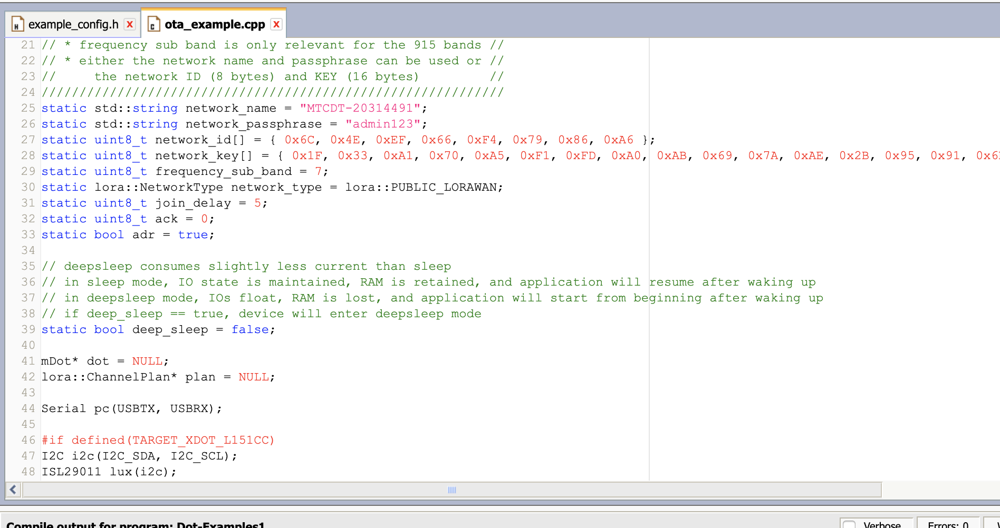 example_config.h x ota_example.cpp x
21 // * frequency sub band is only relevant for the 915 bands //
22 // * either the network name and passphrase can be used or //
23 //     the network ID (8 bytes) and KEY (16 bytes)         //
24 /////////////////////////////////////////////////////////////
25 static std::string network_name = "MTCDT-20314491";
26 static std::string network_passphrase = "admin123";
27 static uint8_t network_id[] = { 0x6C, 0x4E, 0xEF, 0x66, 0xF4, 0x79, 0x86, 0xA6 };
28 static uint8_t network_key[] = { 0x1F, 0x33, 0xA1, 0x70, 0xA5, 0xF1, 0xFD, 0xA0, 0xAB, 0x69, 0x7A, 0xAE, 0x2B, 0x95, 0x91, 0x6
29 static uint8_t frequency_sub_band = 7;
30 static lora::NetworkType network_type = lora::PUBLIC_LORAWAN;
31 static uint8_t join_delay = 5;
32 static uint8_t ack = 0;
33 static bool adr = true;
34
35 // deepsleep consumes slightly less current than sleep
36 // in sleep mode, IO state is maintained, RAM is retained, and application will resume after waking up
37 // in deepsleep mode, IOs float, RAM is lost, and application will start from beginning after waking up
38 // if deep_sleep == true, device will enter deepsleep mode
39 static bool deep_sleep = false;
40
41 mDot* dot = NULL;
42 lora::ChannelPlan* plan = NULL;
43
44 Serial pc(USBTX, USBRX);
45
46 #if defined(TARGET_XDOT_L151CC)
47 I2C i2c(I2C_SDA, I2C_SCL);
48 ISL29011 lux(i2c);
Compile output for program: Dot-Examples1 Verbose Errors: 0